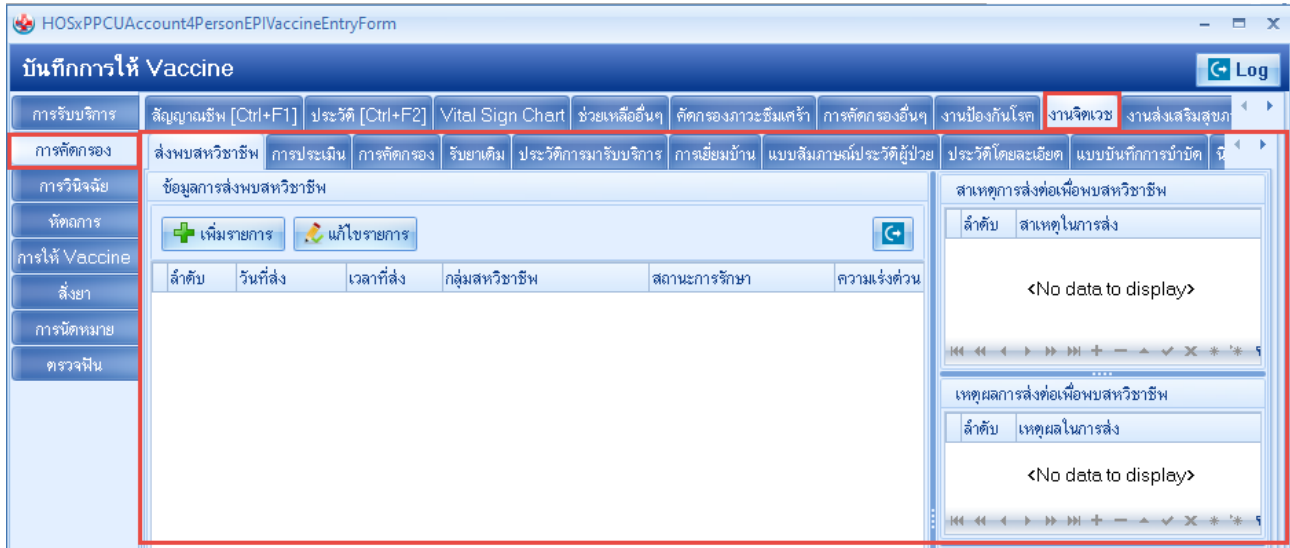 HOSxPPCUAccount4PersonEPIVaccineEntryForm
บันทึกการให้ Vaccine
Log
การรับบริการ
สัญญาณชีพ [Ctrl+F1] ประวัติ [Ctrl+F2] Vital Sign Chart ช่วยเหลืออื่นๆ คัดกรองภาวะซึมเศร้า การคัดกรองอื่นๆ งานป้องกันโรค งานจิตเวช งานส่งเสริมสุขภ
การคัดกรอง
ส่งพบสหวิชาชีพ การประเมิน การคัดกรอง รับยาเดิม ประวัติการมารับบริการ การเยี่ยมบ้าน แบบสัมภาษณ์ประวัติผู้ป่วย ประวัติโดยละเอียด แบบบันทึกการบำบัด นิ
การวินิจฉัย
ข้อมูลการส่งพบสหวิชาชีพ
สาเหตุการส่งต่อเพื่อพบสหวิชาชีพ
หัตถการ
เพิ่มรายการ แก้ไขรายการ
ลำดับ สาเหตุในการส่ง
การให้ Vaccine
ลำดับ วันที่ส่ง เวลาที่ส่ง กลุ่มสหวิชาชีพ สถานะการรักษา ความเร่งด่วน
สั่งยา
<No data to display>
การนัดหมาย
ตรวจฟัน
เหตุผลการส่งต่อเพื่อพบสหวิชาชีพ
ลำดับ เหตุผลในการส่ง
<No data to display>